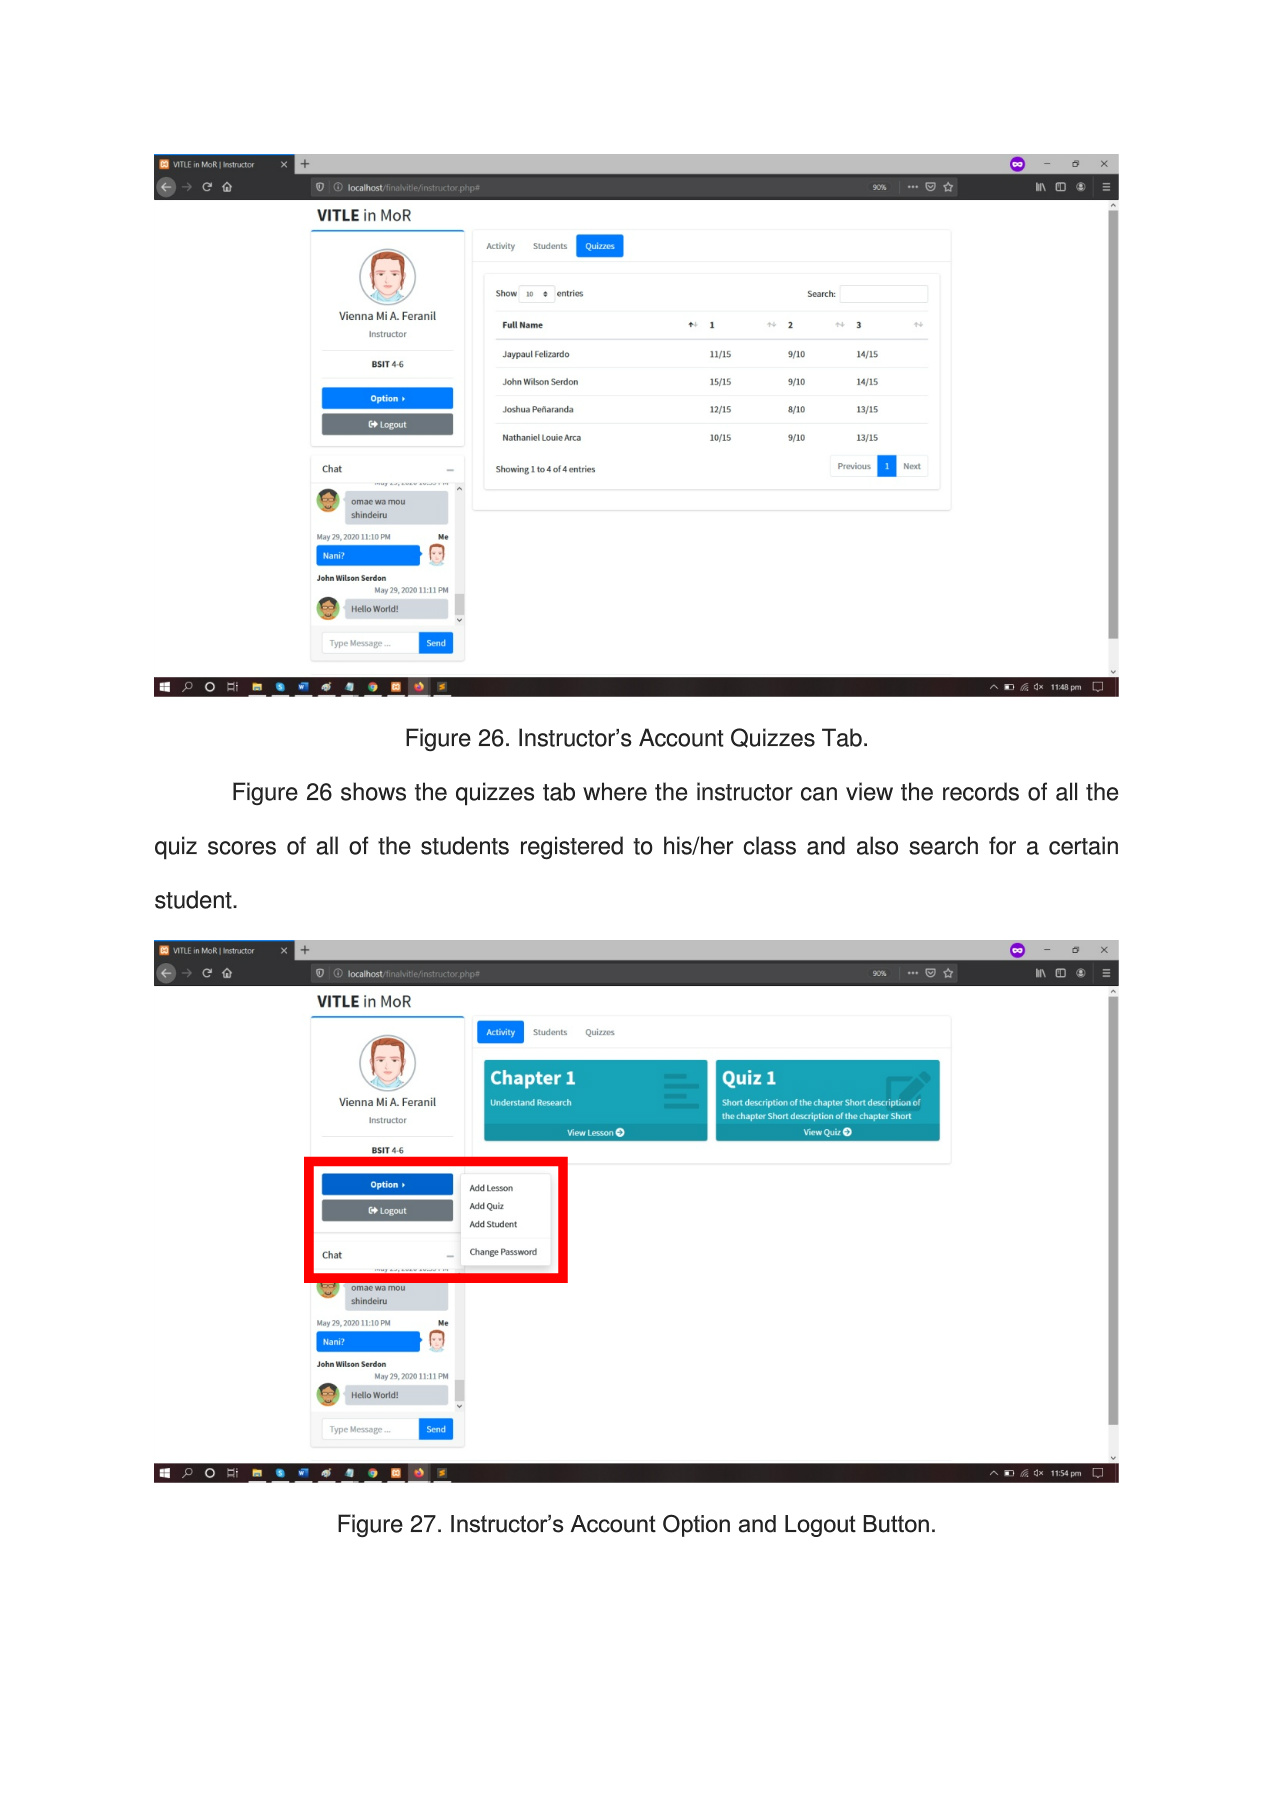 VITLE in MoR | Instructor
localhost/finalvitle/instructor.php#
90%
VITLE in MoR
Vienna Mi A. Feranil
Instructor
BSIT 4-6
Option
Logout
Activity Students Quizzes
Show 10 entries Search:
Full Name 1 2 3
Jaypaul Felizardo 11/15 9/10 14/15
John Wilson Serdon 15/15 9/10 14/15
Joshua Peñaranda 12/15 8/10 13/15
Nathaniel Louie Arca 10/15 9/10 13/15
Showing 1 to 4 of 4 entries Previous 1 Next
Chat
omae wa mou
shindeiru
May 29, 2020 11:10 PM Me
Nani?
John Wilson Serdon
May 29, 2020 11:11 PM
Hello World!
Type Message ... Send
11:48 pm
Figure 26. Instructor's Account Quizzes Tab.
Figure 26 shows the quizzes tab where the instructor can view the records of all the
quiz scores of all of the students registered to his/her class and also search for a certain
student.
VITLE in MoR | Instructor
localhost/finalvitle/instructor.php#
90%
VITLE in MoR
Vienna Mi A. Feranil
Instructor
BSIT 4-6
Option
Logout
Add Lesson
Add Quiz
Add Student
Change Password
Activity Students Quizzes
Chapter 1
Understand Research
View Lesson
Quiz 1
Short description of the chapter Short description of
the chapter Short description of the chapter Short
View Quiz
Chat
omae wa mou
shindeiru
May 29, 2020 11:10 PM Me
Nani?
John Wilson Serdon
May 29, 2020 11:11 PM
Hello World!
Type Message ... Send
11:54 pm
Figure 27. Instructor's Account Option and Logout Button.